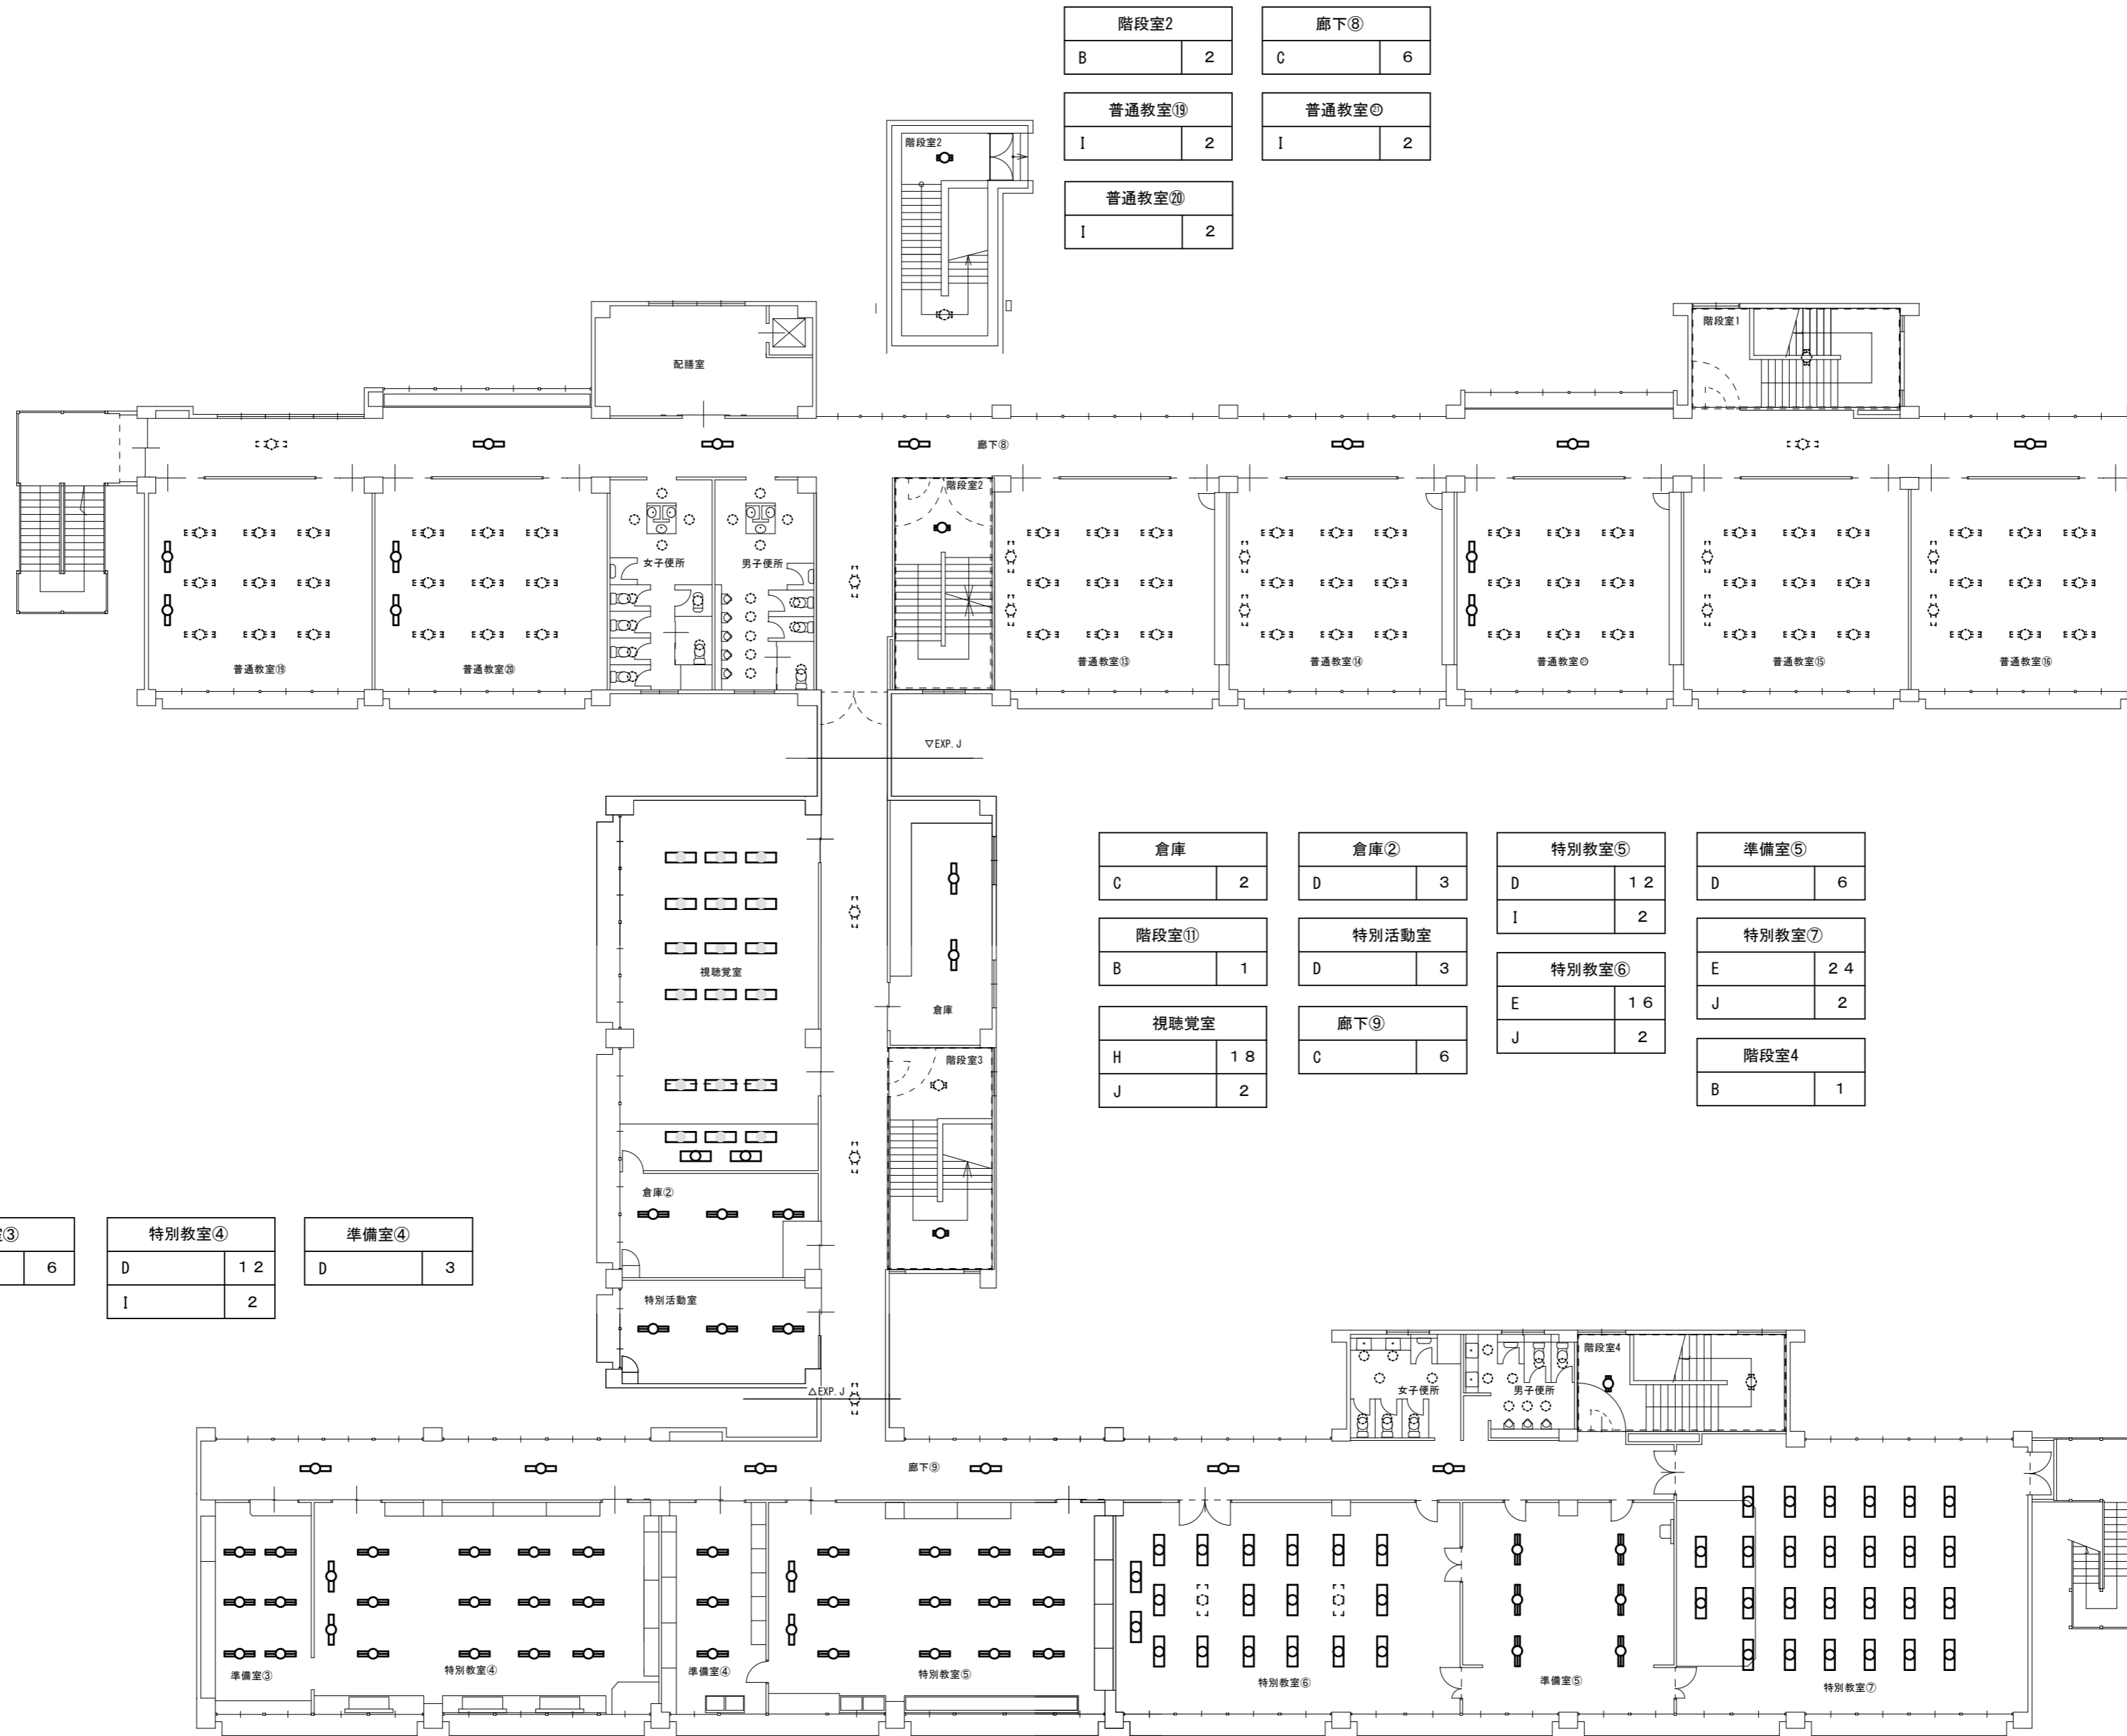 階段室2
B 2
廊下⑧
C 6
普通教室⑲
I 2
普通教室㉑
I 2
普通教室⑳
I 2
階段室2
階段室1
配膳室
廊下⑧
階段室2
女子便所
男子便所
普通教室⑲
普通教室⑳
普通教室⑬
普通教室⑭
普通教室㉑
普通教室⑮
普通教室⑯
▽EXP.J
視聴覚室
倉庫
階段室3
倉庫②
特別活動室
△EXP.J
倉庫
C 2
倉庫②
D 3
特別教室⑤
D 12
I 2
準備室⑤
D 6
階段室⑪
B 1
特別活動室
D 3
特別教室⑥
E 16
J 2
特別教室⑦
E 24
J 2
視聴覚室
H 18
J 2
廊下⑨
C 6
階段室4
B 1
室③
6
特別教室④
D 12
I 2
準備室④
D 3
女子便所
男子便所
階段室4
廊下⑨
準備室③
特別教室④
準備室④
特別教室⑤
特別教室⑥
準備室⑤
特別教室⑦